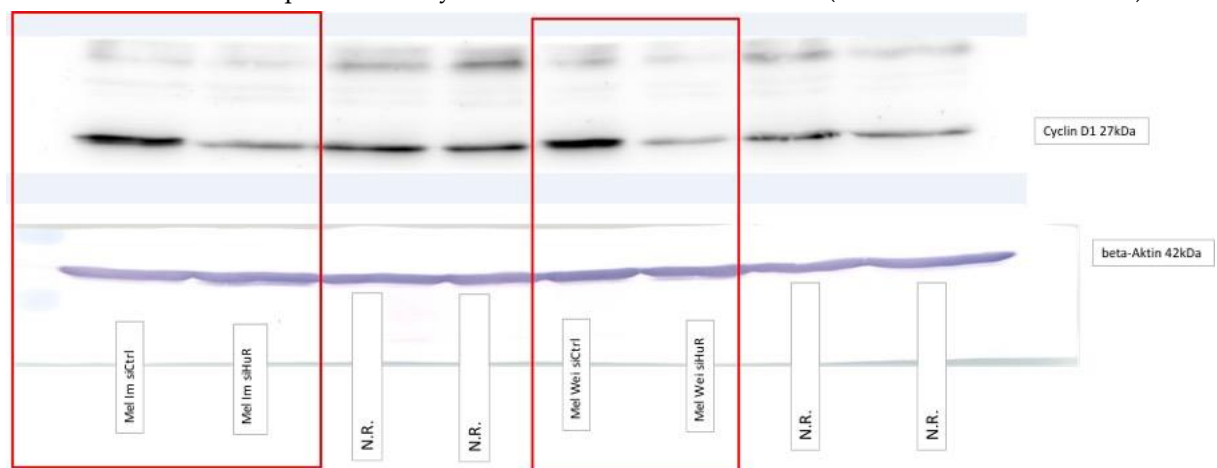 Cyclin D1 27kDa
beta-Aktin 42kDa
Mel Im siCtrl
Mel Im siHuR
N.R.
N.R.
Mel Wei siCtrl
Mel Wei siHuR
N.R.
N.R.